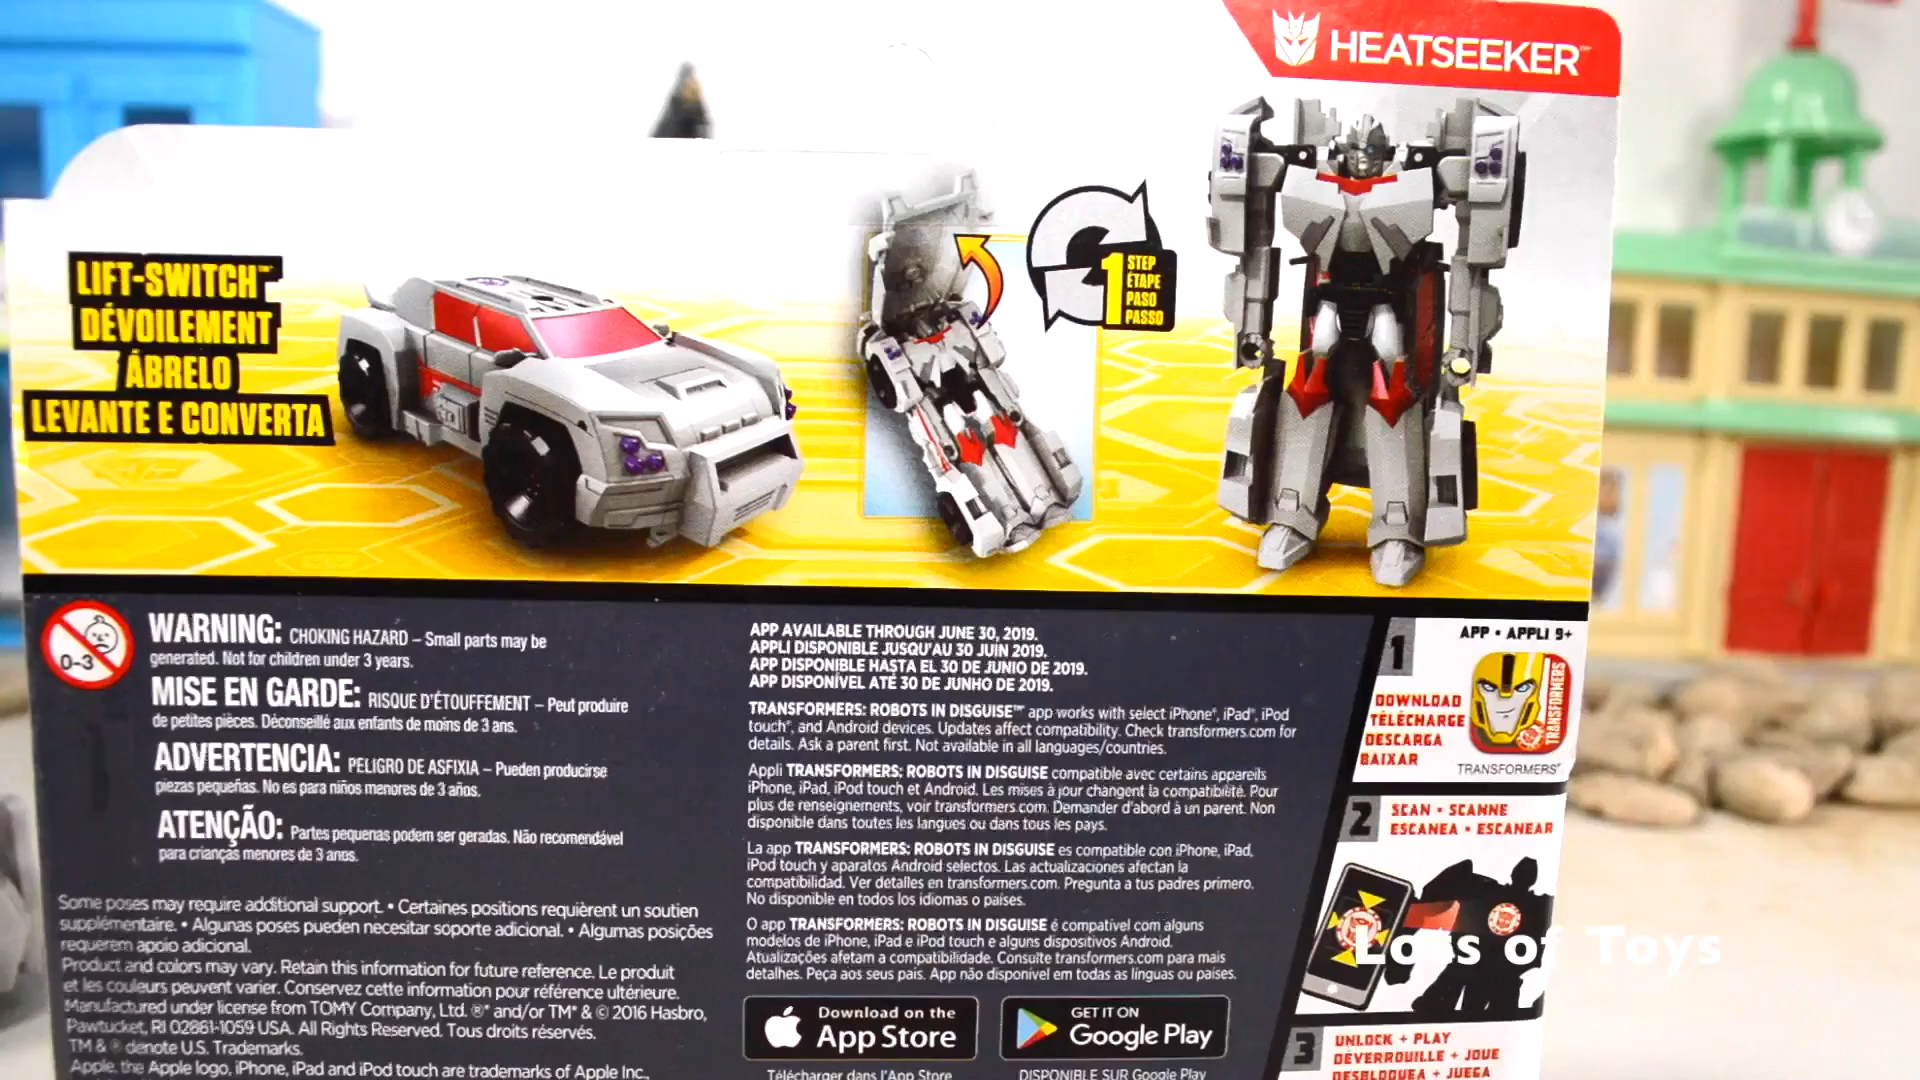 HEATSEEKER™
LIFT-SWITCH™
DÉVOILEMENT
ÁBRELO
LEVANTE E CONVERTA
1 STEP
ÉTAPE
PASO
PASSO
0-3
WARNING: CHOKING HAZARD – Small parts may be
generated. Not for children under 3 years.
MISE EN GARDE: RISQUE D'ÉTOUFFEMENT – Peut produire
de petites pièces. Déconseillé aux enfants de moins de 3 ans.
ADVERTENCIA: PELIGRO DE ASFIXIA – Pueden producirse
piezas pequeñas. No es para niños menores de 3 años.
ATENÇÃO: Partes pequenas podem ser geradas. Não recomendável
para crianças menores de 3 anos.
Some poses may require additional support. • Certaines positions requièrent un soutien
supplémentaire. • Algunas poses pueden necesitar soporte adicional. • Algumas posições
requerem apoio adicional.
Product and colors may vary. Retain this information for future reference. Le produit
et les couleurs peuvent varier. Conservez cette information pour référence ultérieure.
Manufactured under license from TOMY Company, Ltd. ®* and/or TM* & © 2016 Hasbro,
Pawtucket, RI 02861-1059 USA. All Rights Reserved. Tous droits réservés.
TM & ® denote U.S. Trademarks.
Apple, the Apple logo, iPhone, iPad and iPod touch are trademarks of Apple Inc.,
APP AVAILABLE THROUGH JUNE 30, 2019.
APPLI DISPONIBLE JUSQU'AU 30 JUIN 2019.
APP DISPONIBLE HASTA EL 30 DE JUNIO DE 2019.
APP DISPONÍVEL ATÉ 30 DE JUNHO DE 2019.
TRANSFORMERS: ROBOTS IN DISGUISE™ app works with select iPhone®, iPad®, iPod
touch®, and Android devices. Updates affect compatibility. Check transformers.com for
details. Ask a parent first. Not available in all languages/countries.
Appli TRANSFORMERS: ROBOTS IN DISGUISE compatible avec certains appareils
iPhone, iPad, iPod touch et Android. Les mises à jour changent la compatibilité. Pour
plus de renseignements, voir transformers.com. Demander d'abord à un parent. Non
disponible dans toutes les langues ou dans tous les pays.
La app TRANSFORMERS: ROBOTS IN DISGUISE es compatible con iPhone, iPad,
iPod touch y aparatos Android selectos. Las actualizaciones afectan la
compatibilidad. Ver detalles en transformers.com. Pregunta a tus padres primero.
No disponible en todos los idiomas o países.
O app TRANSFORMERS: ROBOTS IN DISGUISE é compatível com alguns
modelos de iPhone, iPad e iPod touch e alguns dispositivos Android.
Atualizações afetam a compatibilidade. Consulte transformers.com para mais
detalhes. Peça aos seus pais. App não disponível em todas as línguas ou países.
Download on the
App Store
GET IT ON
Google Play
Télécharger dans l'App Store
DISPONIBLE SUR Google Play
1
APP • APPLI 9+
DOWNLOAD
TÉLÉCHARGE
DESCARGA
BAIXAR
TRANSFORMERS
TRANSFORMERS
2
SCAN • SCANNE
ESCANEA • ESCANEAR
Lots of Toys
3
UNLOCK + PLAY
DÉVERROUILLE + JOUE
DESBLOQUEA + JUEGA